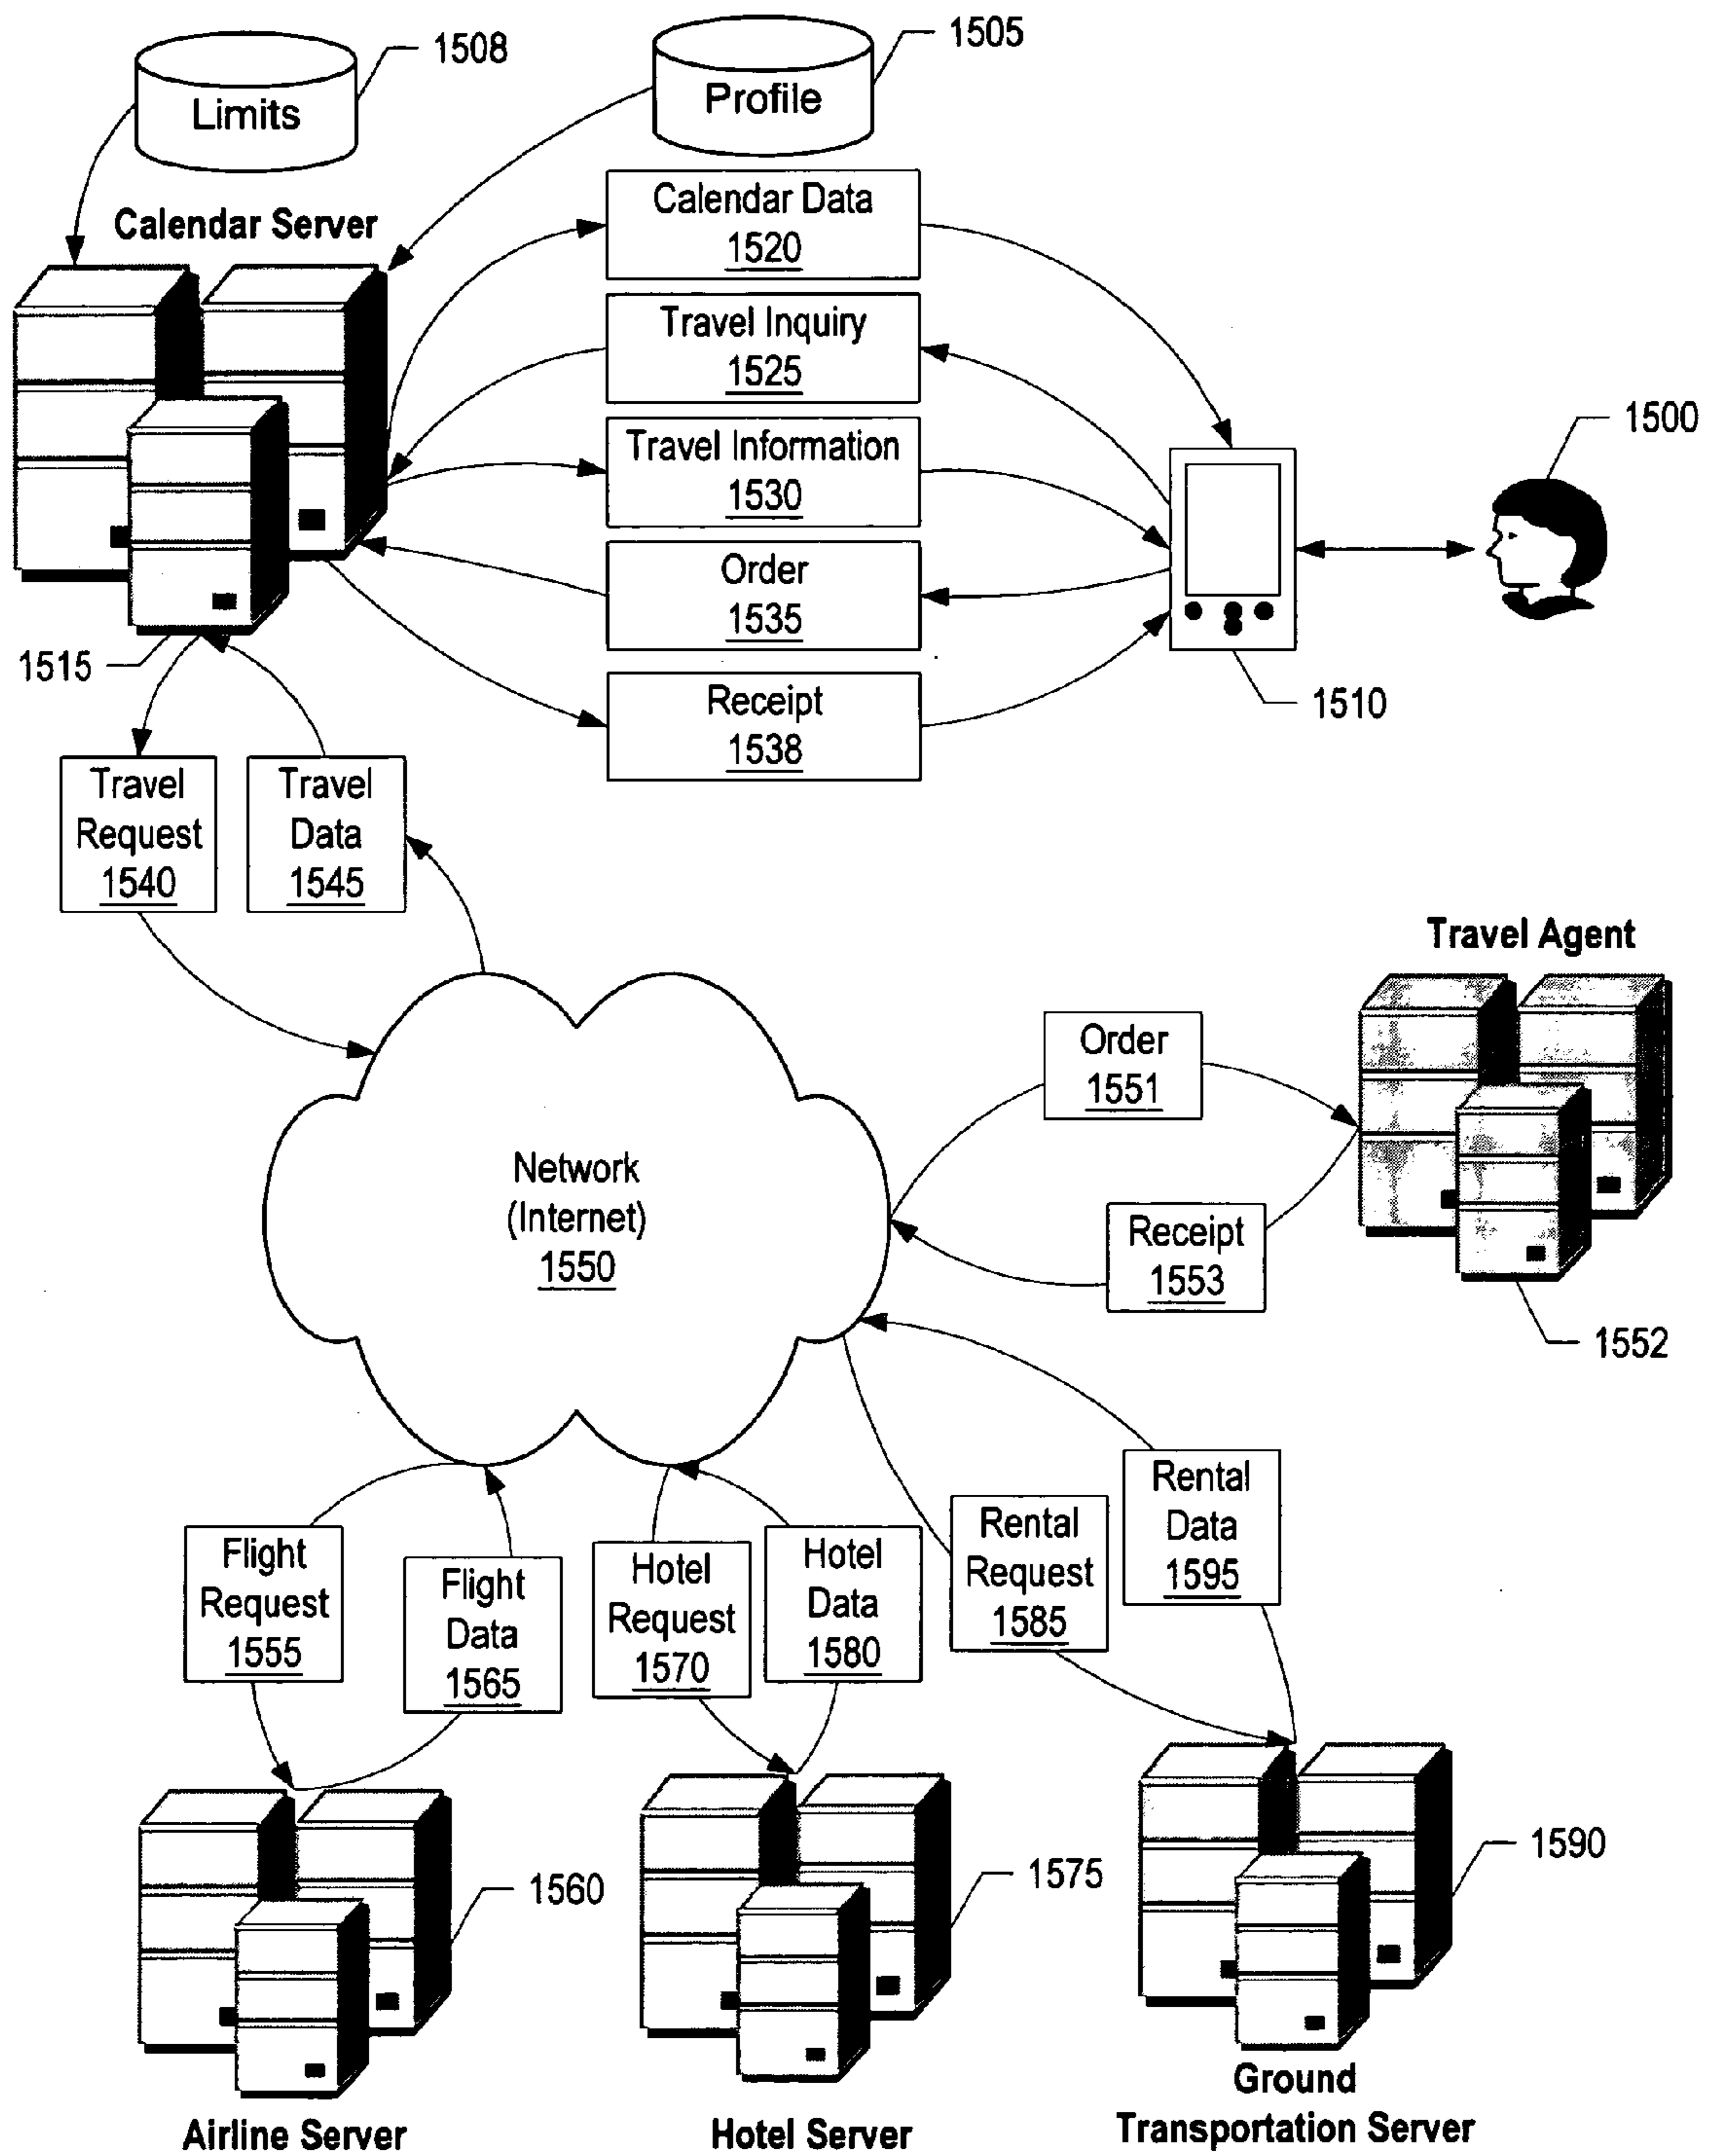 1508
Limits
1505
Profile
Calendar Server
Calendar Data
1520
Travel Inquiry
1525
Travel Information
1530
Order
1535
Receipt
1538
1500
1510
1515
Travel
Request
1540
Travel
Data
1545
Travel Agent
Order
1551
Receipt
1553
1552
Network
(Internet)
1550
Flight
Request
1555
Flight
Data
1565
Hotel
Request
1570
Hotel
Data
1580
Rental
Request
1585
Rental
Data
1595
1560
1575
1590
Airline Server
Hotel Server
Ground
Transportation Server